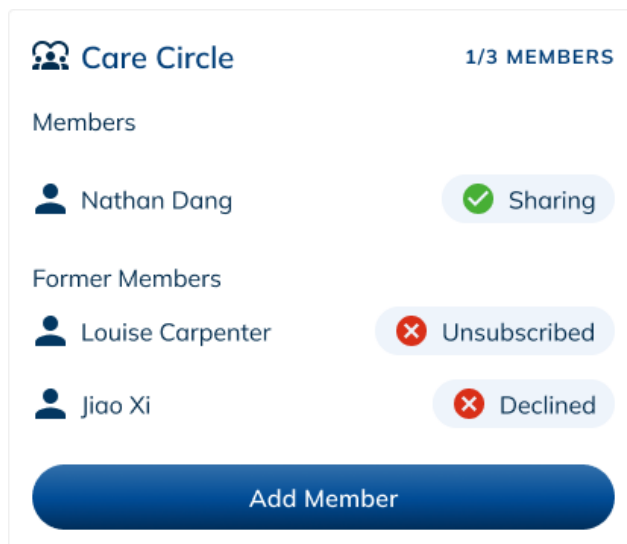 Care Circle 1/3 MEMBERS
Members
Nathan Dang Sharing
Former Members
Louise Carpenter Unsubscribed
Jiao Xi Declined
Add Member